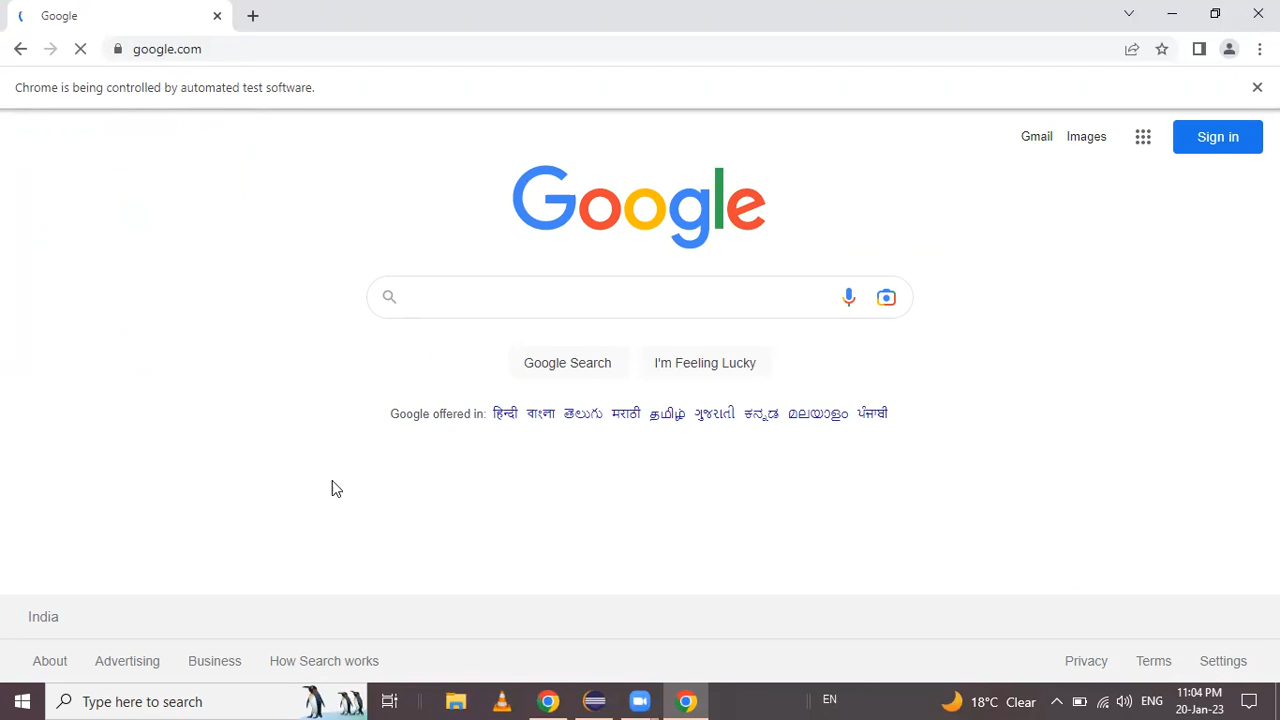 Google
google.com
Chrome is being controlled by automated test software.
Gmail Images Sign in
Google
Google Search I'm Feeling Lucky
Google offered in: हिन्दी বাংলা తెలుగు मराठी தமிழ் ગુજરાતી ಕನ್ನಡ മലയാളം ਪੰਜਾਬੀ
India
About Advertising Business How Search works Privacy Terms Settings
Type here to search EN 18°C Clear ENG 11:04 PM
20-Jan-23